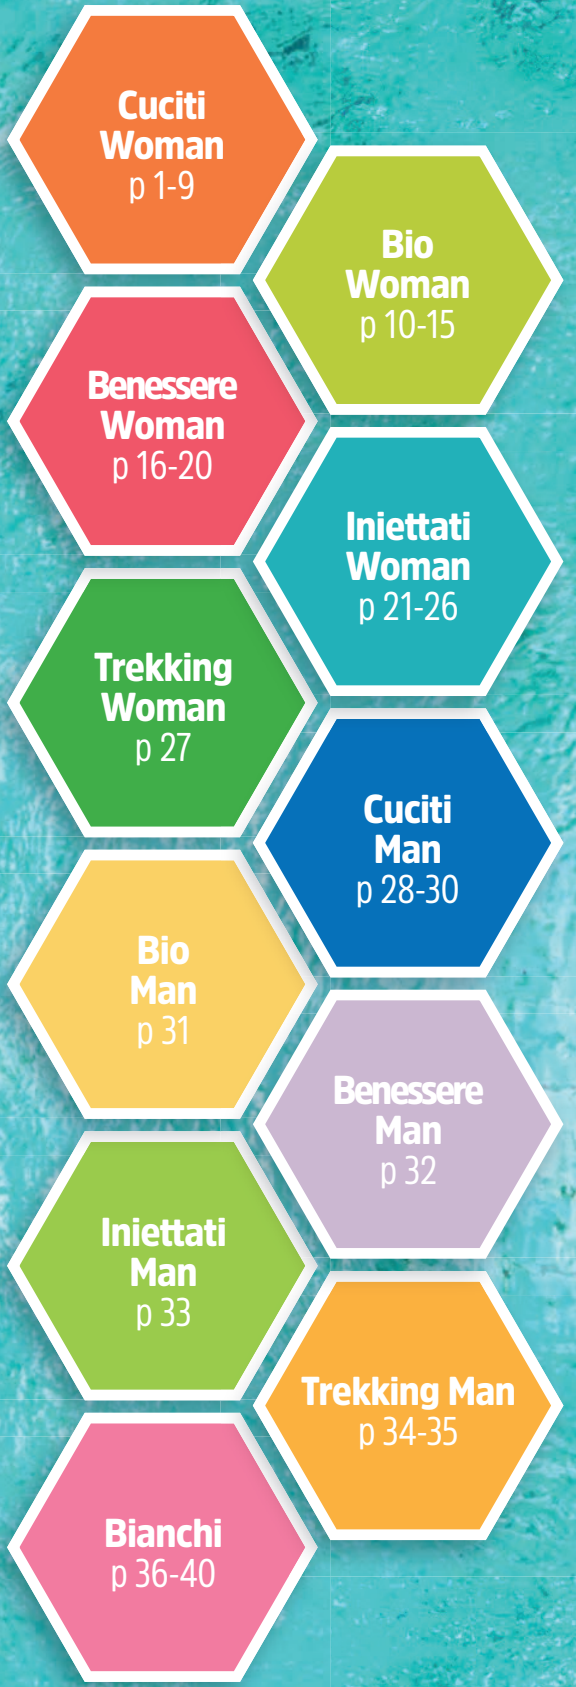 Cuciti
Woman
p 1-9
Bio
Woman
p 10-15
Benessere
Woman
p 16-20
Iniettati
Woman
p 21-26
Trekking
Woman
p 27
Cuciti
Man
p 28-30
Bio
Man
p 31
Benessere
Man
p 32
Iniettati
Man
p 33
Trekking Man
p 34-35
Bianchi
p 36-40